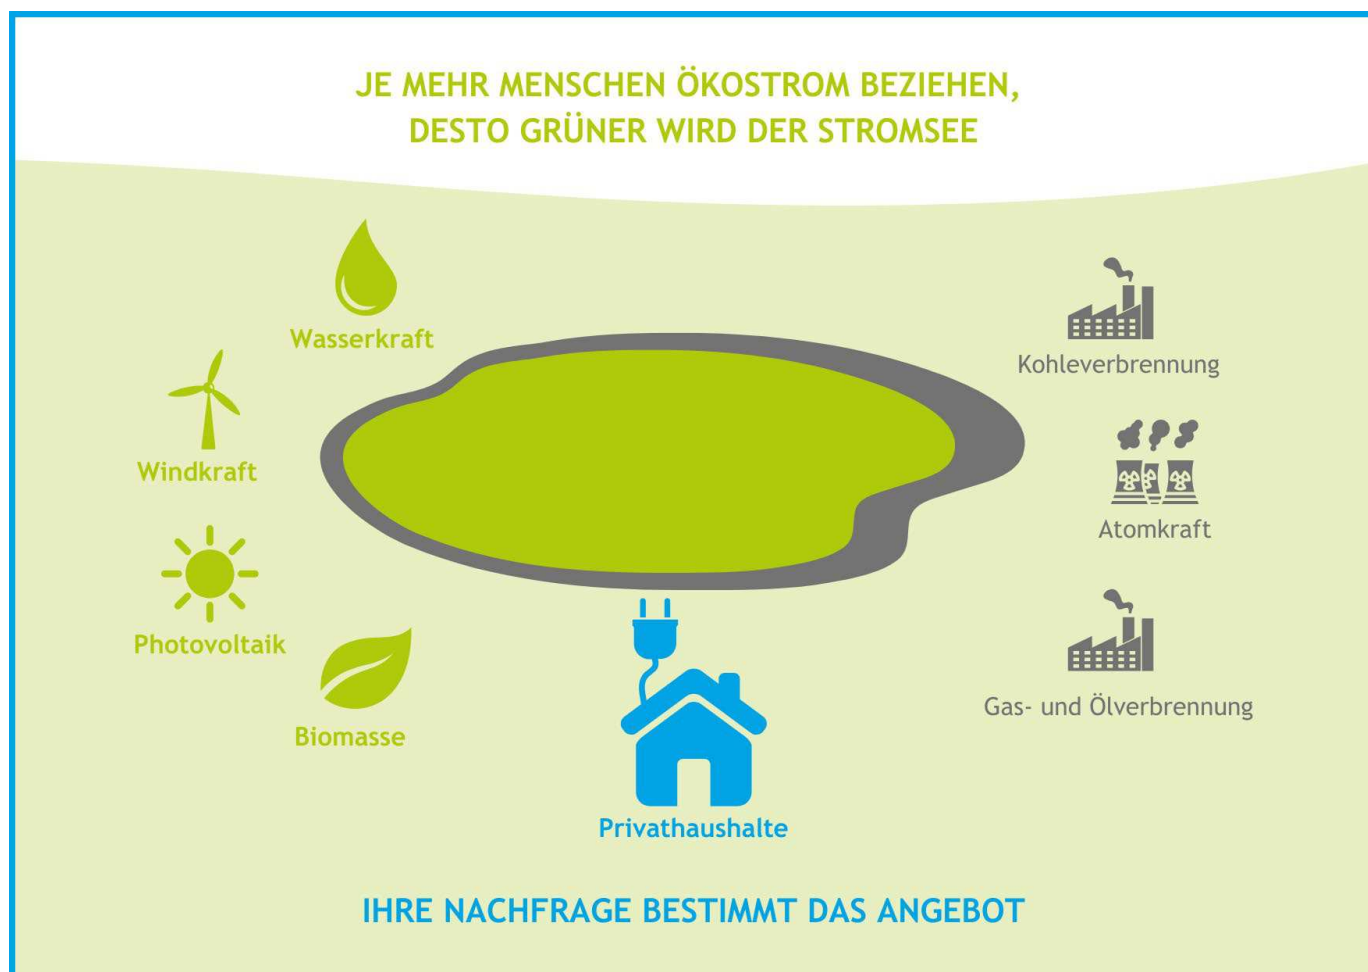 JE MEHR MENSCHEN ÖKOSTROM BEZIEHEN,
DESTO GRÜNER WIRD DER STROMSEE
Wasserkraft
Windkraft
Photovoltaik
Biomasse
Kohleverbrennung
Atomkraft
Gas- und Ölverbrennung
Privathaushalte
IHRE NACHFRAGE BESTIMMT DAS ANGEBOT